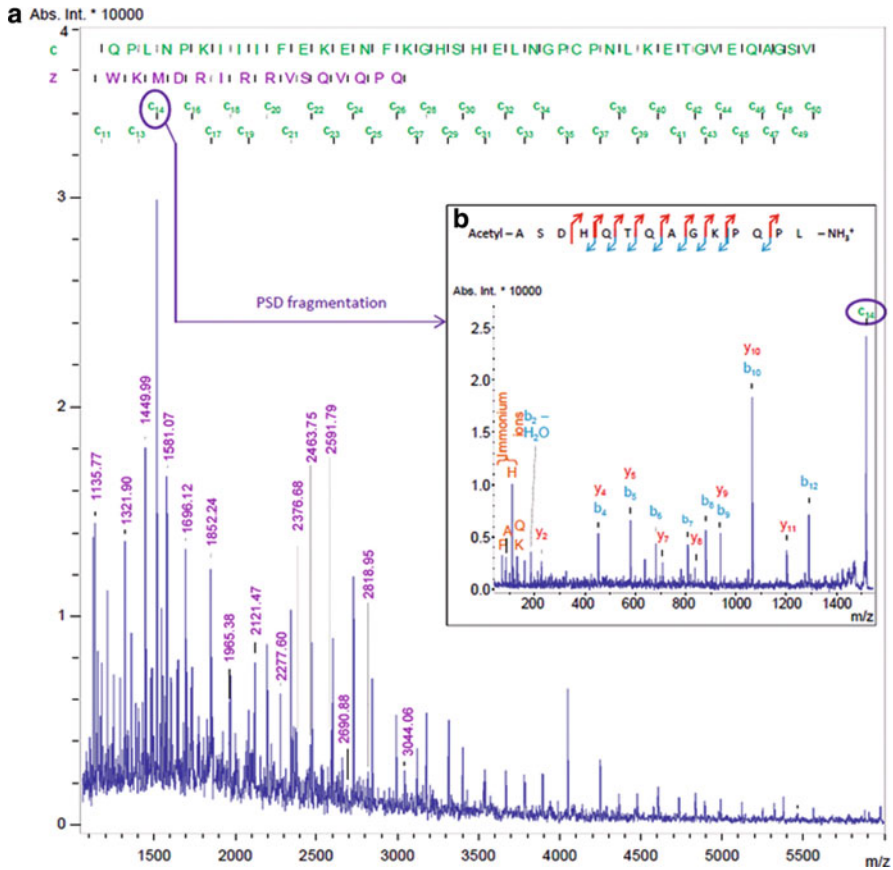 a Abs. Int. * 10000
c Q P L N P K I I I F E K E N F K G H S H E L N G P C P N L K E T G V E Q A G S V
z W K M D R I R R V S Q V Q P Q
c14 c16 c18 c20 c22 c24 c26 c28 c30 c32 c34 c36 c40 c42 c44 c46 c48 c50
c11 c13 c17 c19 c21 c23 c25 c27 c29 c31 c33 c35 c37 c39 c41 c43 c45 c47 c49
4
3
2
1
0
PSD fragmentation
1135.77
1321.90
1449.99
1581.07
1696.12
1852.24
1965.38
2121.47
2277.60
2376.68
2463.75
2591.79
2690.88
2818.95
3044.06
1500 2000 2500 3000 3500 4000 4500 5000 5500
m/z
b
Acetyl – A S D H Q T Q A G K P Q P L – NH3+
Abs. Int. * 10000
2.5
2.0
1.5
1.0
0.5
0.0
Immonium ions
P A H Q K
b2 – H2O
y2
y4
b4
y5
b5
b6
y7
b7
y8
b8
y9
b9
y10
b10
y11
b12
c14
200 400 600 800 1000 1200 1400
m/z